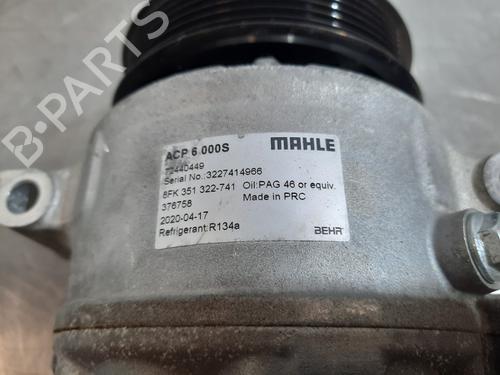 ACP 6 000S
MAHLE
72440449
Serial No.:3227414966
8FK 351 322-741 Oil:PAG 46 or equiv.
376758 Made in PRC
2020-04-17
Refrigerant:R134a
BEHR
B-PARTS